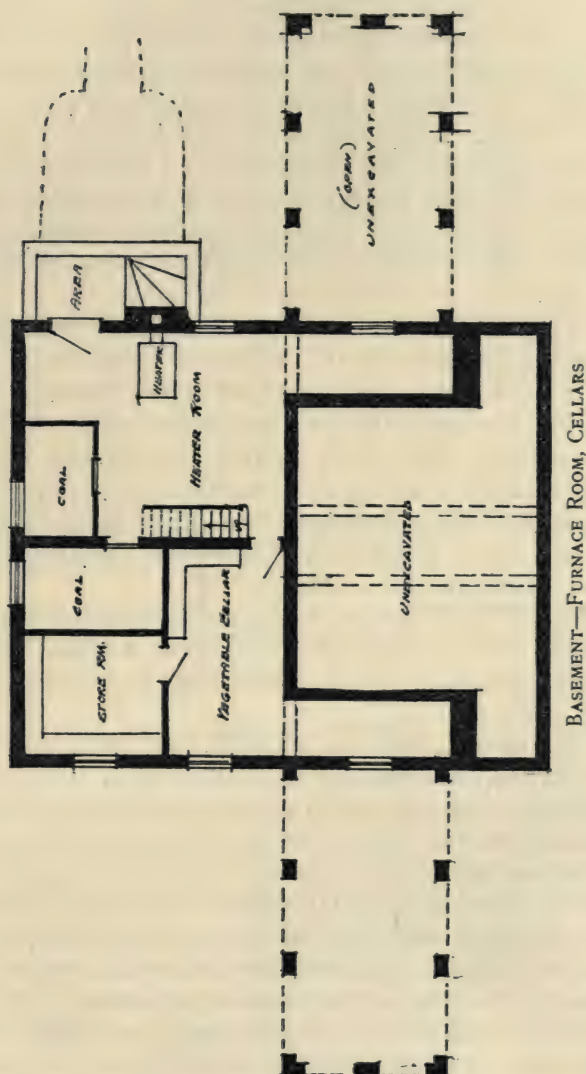 AREA
HEATER
HEATER ROOM
COAL
COAL
STORE RM.
VEGETABLE CELLAR
(OPEN)
UNEXCAVATED
UNEXCAVATED
BASEMENT—FURNACE ROOM, CELLARS